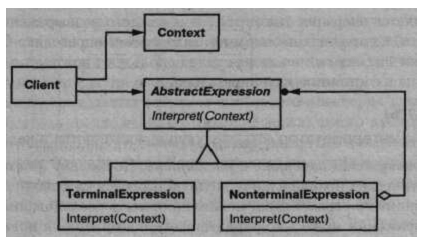 Context
Client
AbstractExpression
Interpret(Context)
TerminalExpression
NonterminalExpression
Interpret(Context)
Interpret(Context)